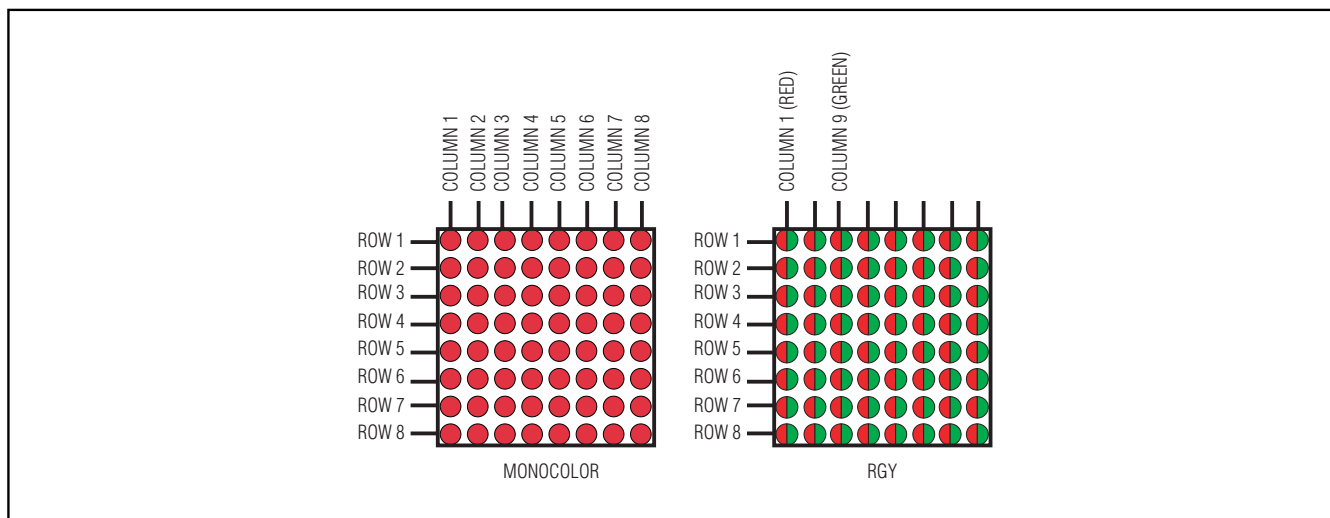 COLUMN 1
COLUMN 2
COLUMN 3
COLUMN 4
COLUMN 5
COLUMN 6
COLUMN 7
COLUMN 8
ROW 1
ROW 2
ROW 3
ROW 4
ROW 5
ROW 6
ROW 7
ROW 8
MONOCOLOR
COLUMN 1 (RED)
COLUMN 9 (GREEN)
ROW 1
ROW 2
ROW 3
ROW 4
ROW 5
ROW 6
ROW 7
ROW 8
RGY